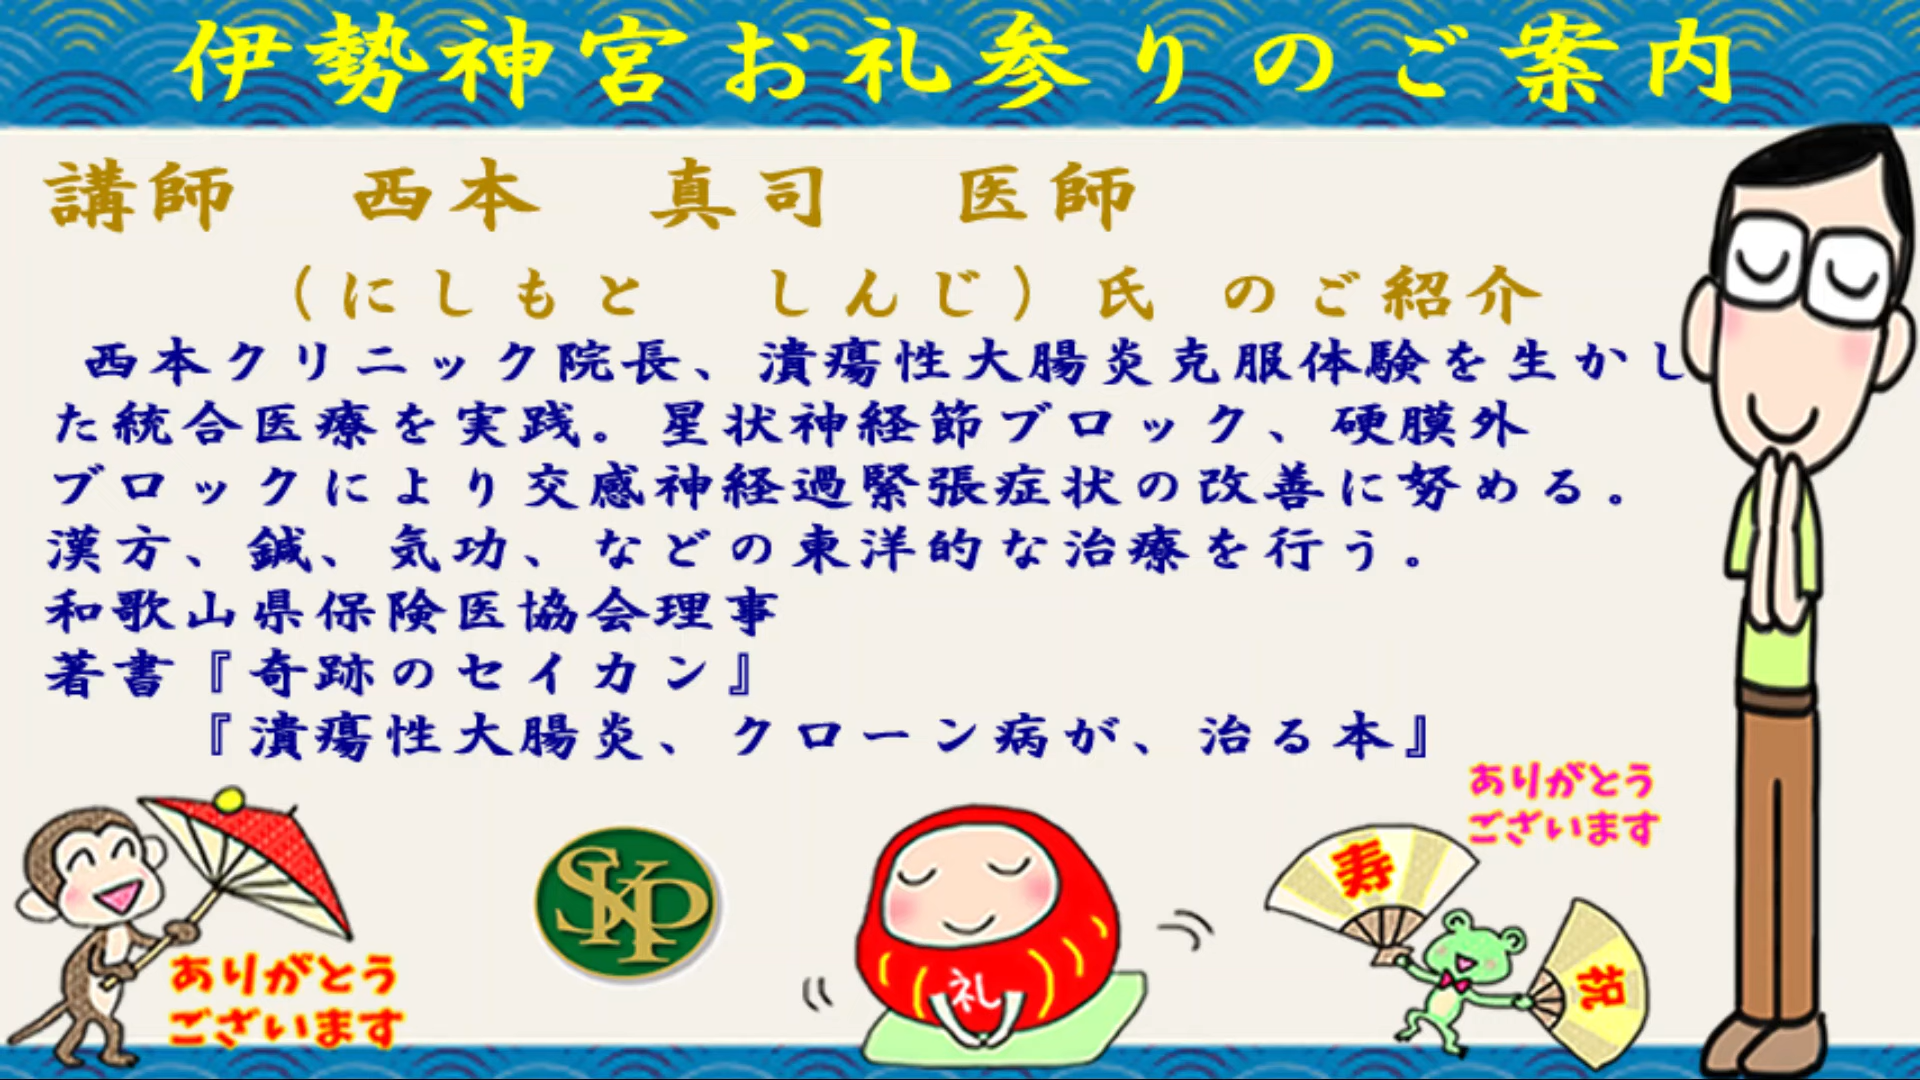 伊勢神宮お礼参りのご案内
講師　西本　真司　医師
（にしもと　しんじ）氏 のご紹介
西本クリニック院長、潰瘍性大腸炎克服体験を生かし
た統合医療を実践。星状神経節ブロック、硬膜外
ブロックにより交感神経過緊張症状の改善に努める。
漢方、鍼、気功、などの東洋的な治療を行う。
和歌山県保険医協会理事
著書『奇跡のセイカン』
『潰瘍性大腸炎、クローン病が、治る本』
ありがとう
ございます
SKP
礼
寿
祝
ありがとう
ございます